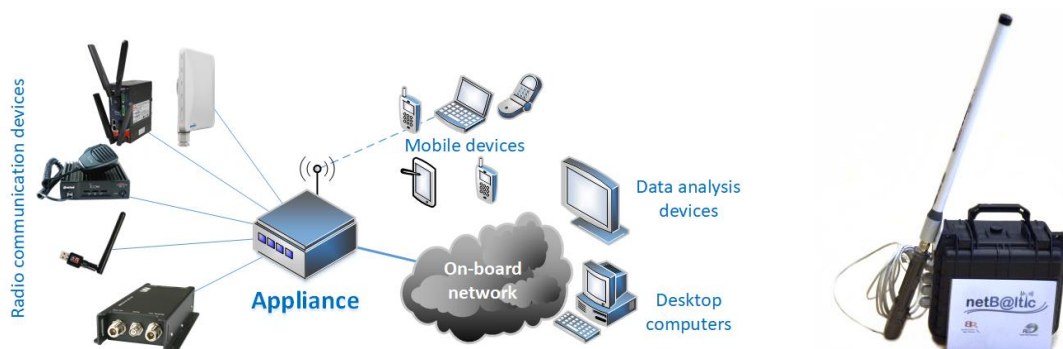 Radio communication devices
Mobile devices
Data analysis
devices
On-board
network
Appliance
Desktop
computers
netB@ltic